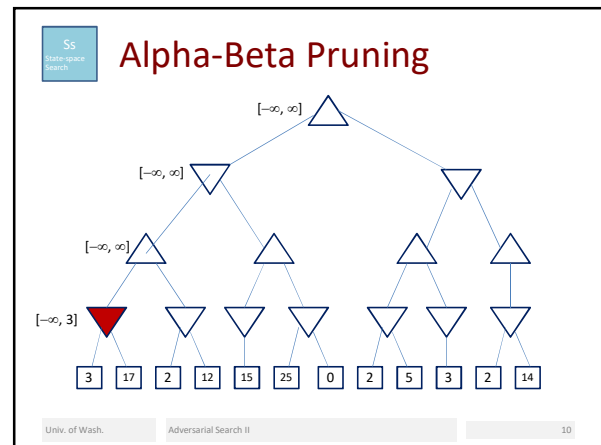 Ss
State-space
Search
Alpha-Beta Pruning
[−∞, ∞]
[−∞, ∞]
[−∞, ∞]
[−∞, 3]
3 17 2 12 15 25 0 2 5 3 2 14
Univ. of Wash. Adversarial Search II 10